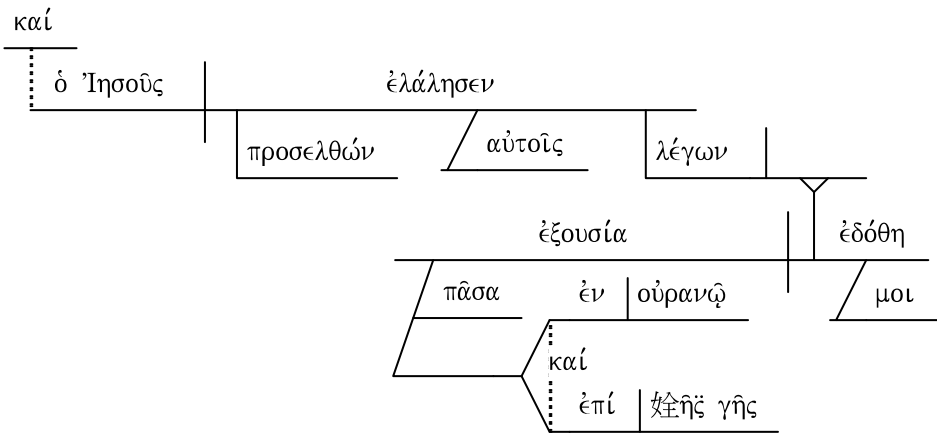 καί
ὁ Ἰησοῦς ἐλάλησεν
προσελθών αὐτοῖς λέγων
ἐξουσία ἐδόθη
πᾶσα ἐν οὐρανῷ μοι
καί
ἐπί γῆς